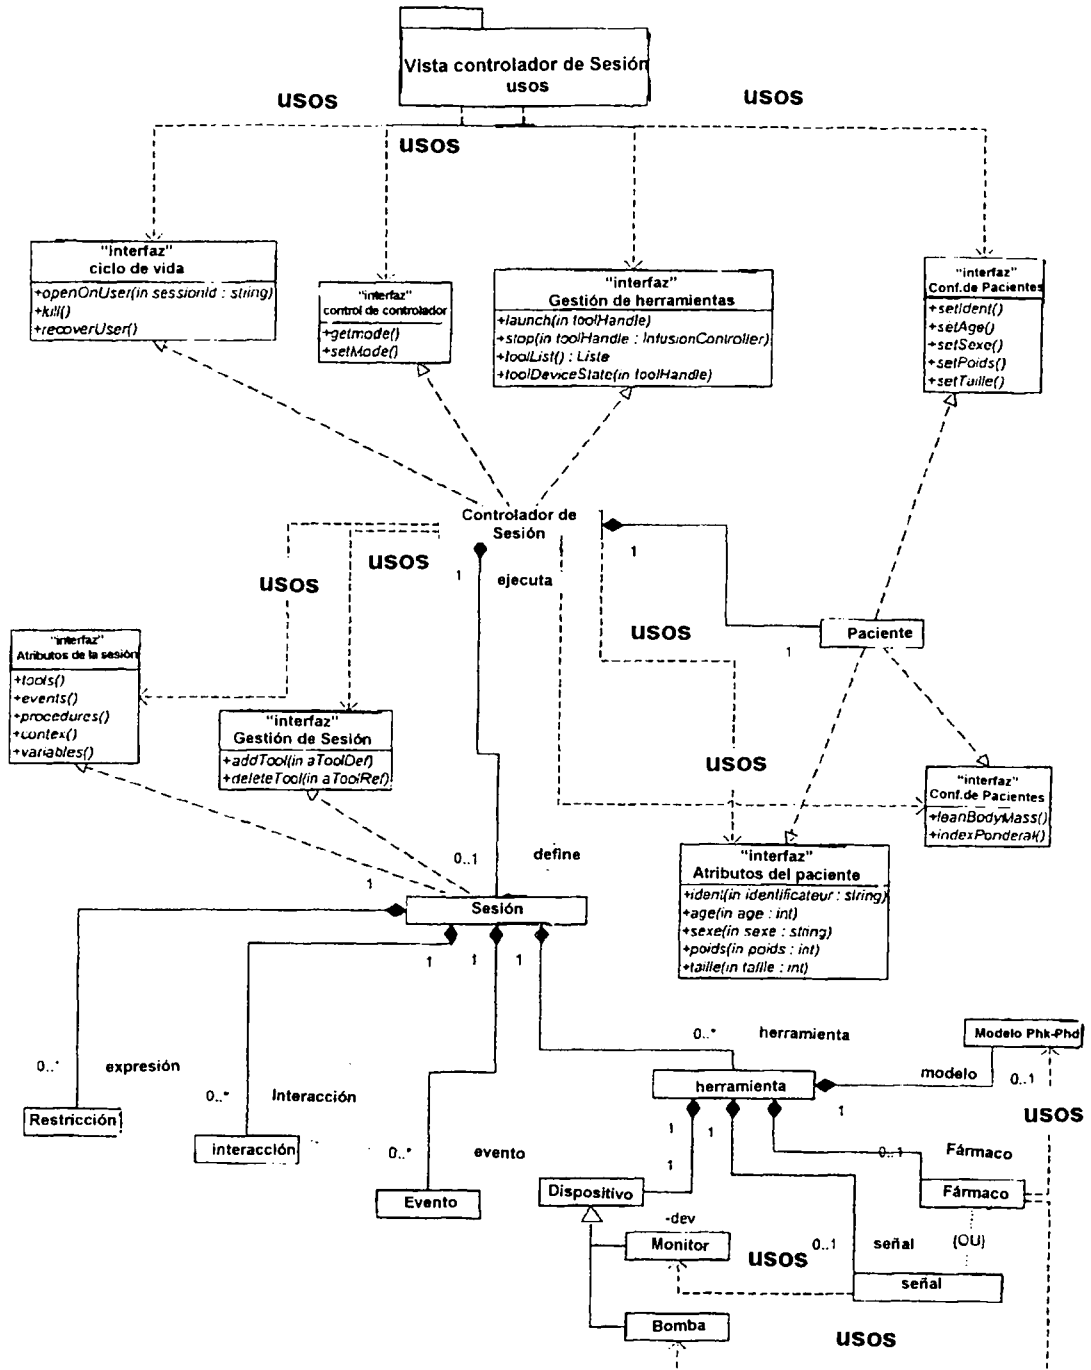 Vista controlador de Sesión
usos
usos
usos
usos
"interfaz"
ciclo de vida
+openOnUser(in sessionId : string)
+kill()
+recoverUser()
"interfaz"
control de controlador
+getmode()
+setMode()
"interfaz"
Gestión de herramientas
+launch(in toolHandle)
+stop(in toolHandle : InfusionController)
+toolList() : Liste
+toolDeviceState(in toolHandle)
"interfaz"
Conf.de Pacientes
+setIdent()
+setAge()
+setSexe()
+setPoids()
+setTaille()
Controlador de
Sesión
usos
usos
1
ejecuta
1
usos
Paciente
1
"interfaz"
Atributos de la sesión
+tools()
+events()
+procedures()
+contex()
+variables()
"interfaz"
Gestión de Sesión
+addTool(in aToolDef)
+deleteTool(in aToolRef)
usos
"interfaz"
Conf.de Pacientes
+leanBodyMass()
+indexPonderal()
0..1
define
1
Sesión
"interfaz"
Atributos del paciente
+ident(in identificateur : string)
+age(in age : int)
+sexe(in sexe : string)
+poids(in poids : int)
+taille(in taille : int)
1
1
1
0..*
herramienta
Modelo Phk-Phd
modelo
0..1
0..*
expresión
Restricción
0..*
Interacción
interacción
0..*
evento
Evento
herramienta
1
usos
1
1
1
0..1
Fármaco
Fármaco
Dispositivo
-dev
Monitor
usos
0..1
señal
{OU}
señal
Bomba
usos